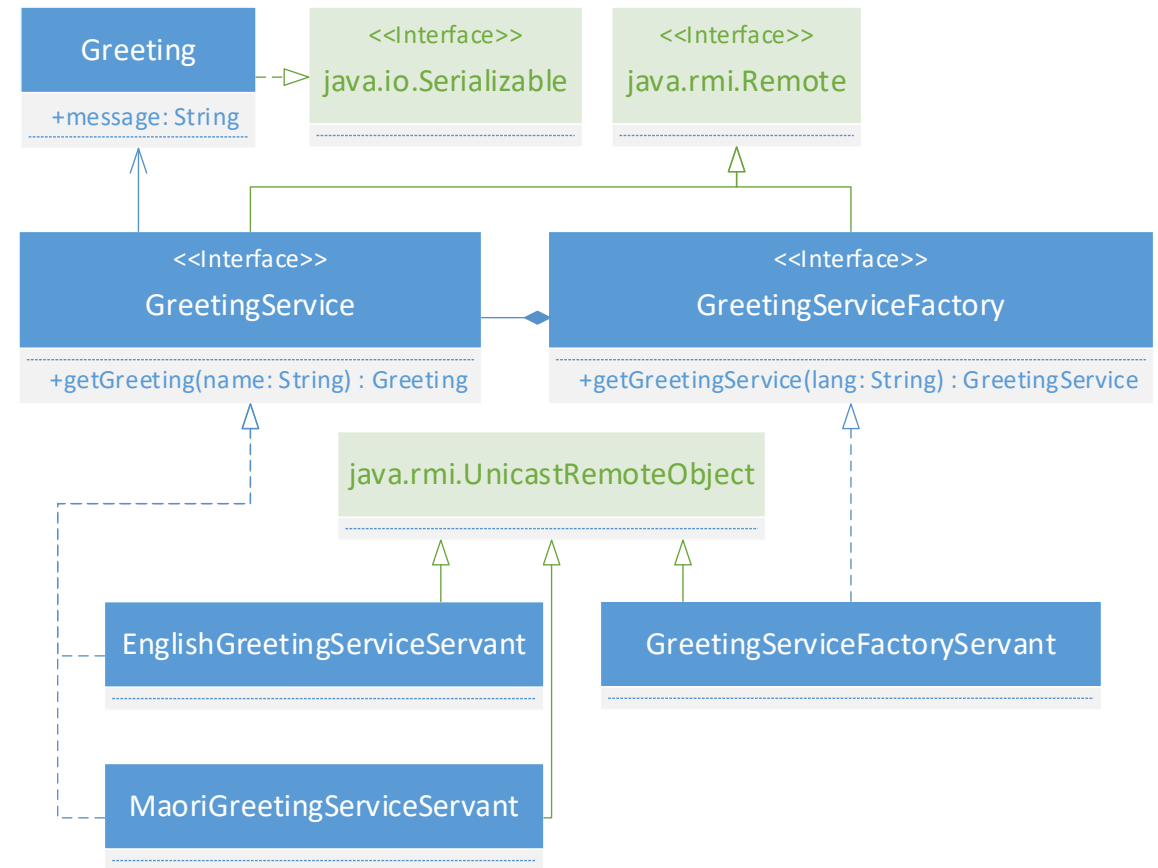 Greeting
+message: String
<<Interface>>
java.io.Serializable
<<Interface>>
java.rmi.Remote
<<Interface>>
GreetingService
+getGreeting(name: String) : Greeting
<<Interface>>
GreetingServiceFactory
+getGreetingService(lang: String) : GreetingService
java.rmi.UnicastRemoteObject
EnglishGreetingServiceServant
GreetingServiceFactoryServant
MaoriGreetingServiceServant